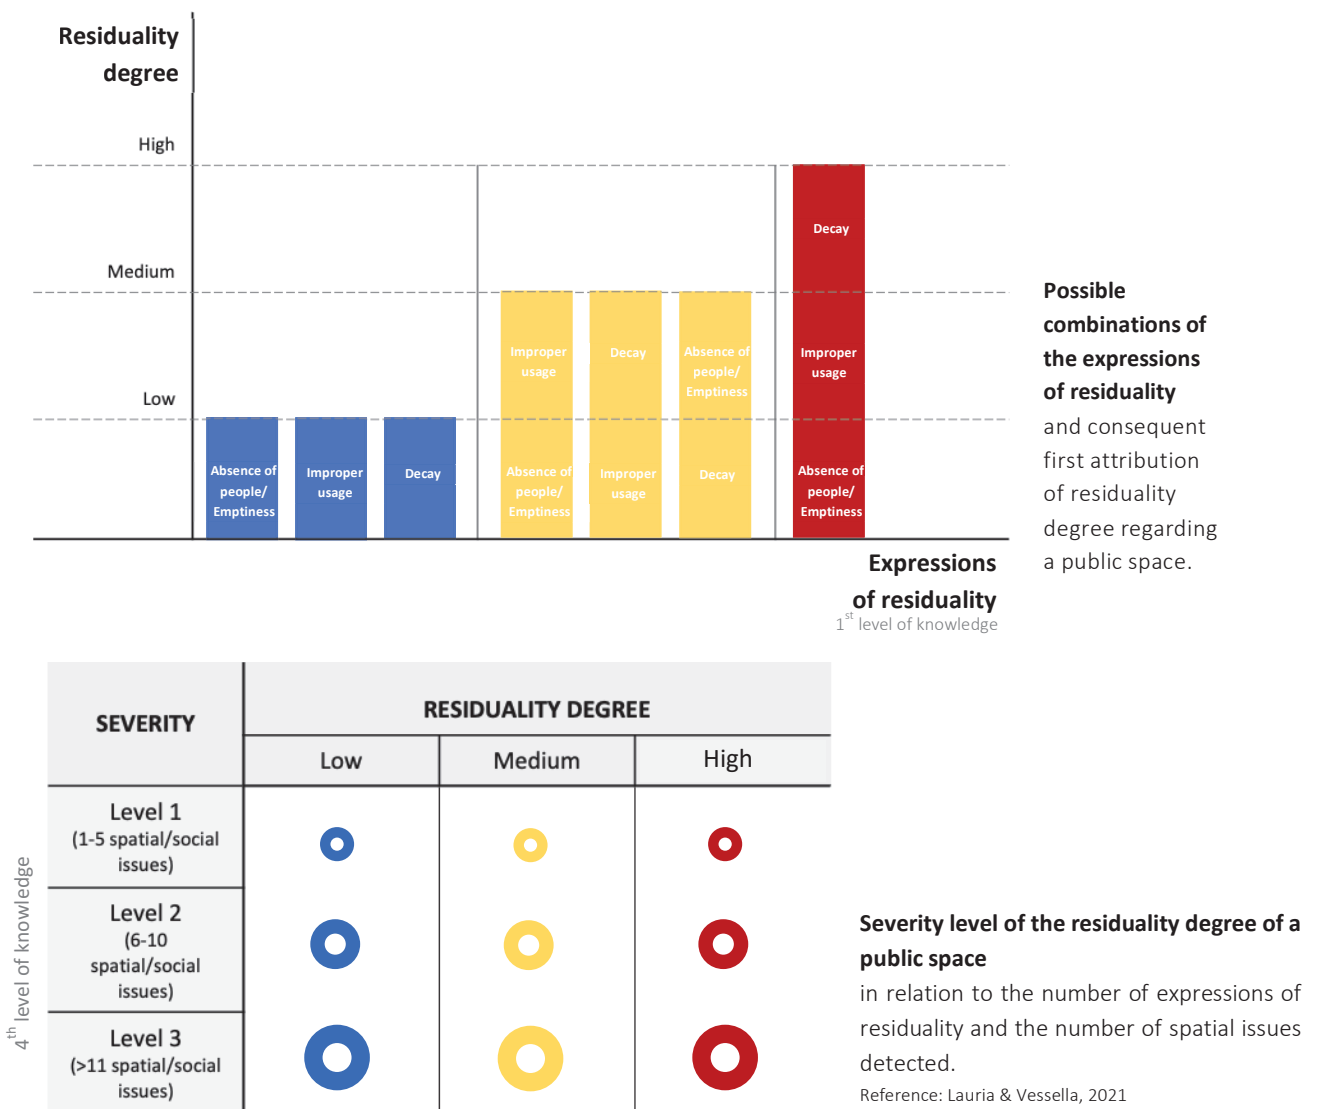 Residuality
degree
High
Medium
Low
Absence of
people/
Emptiness
Improper
usage
Decay
Improper
usage
Absence of
people/
Emptiness
Decay
Improper
usage
Absence of
people/
Emptiness
Decay
Decay
Improper
usage
Absence of
people/
Emptiness
Expressions
of residuality
1st level of knowledge
Possible
combinations of
the expressions
of residuality
and consequent
first attribution
of residuality
degree regarding
a public space.
SEVERITY
RESIDUALITY DEGREE
Low
Medium
High
4th level of knowledge
Level 1
(1-5 spatial/social
issues)
Level 2
(6-10
spatial/social
issues)
Level 3
(>11 spatial/social
issues)
Severity level of the residuality degree of a
public space
in relation to the number of expressions of
residuality and the number of spatial issues
detected.
Reference: Lauria & Vessella, 2021